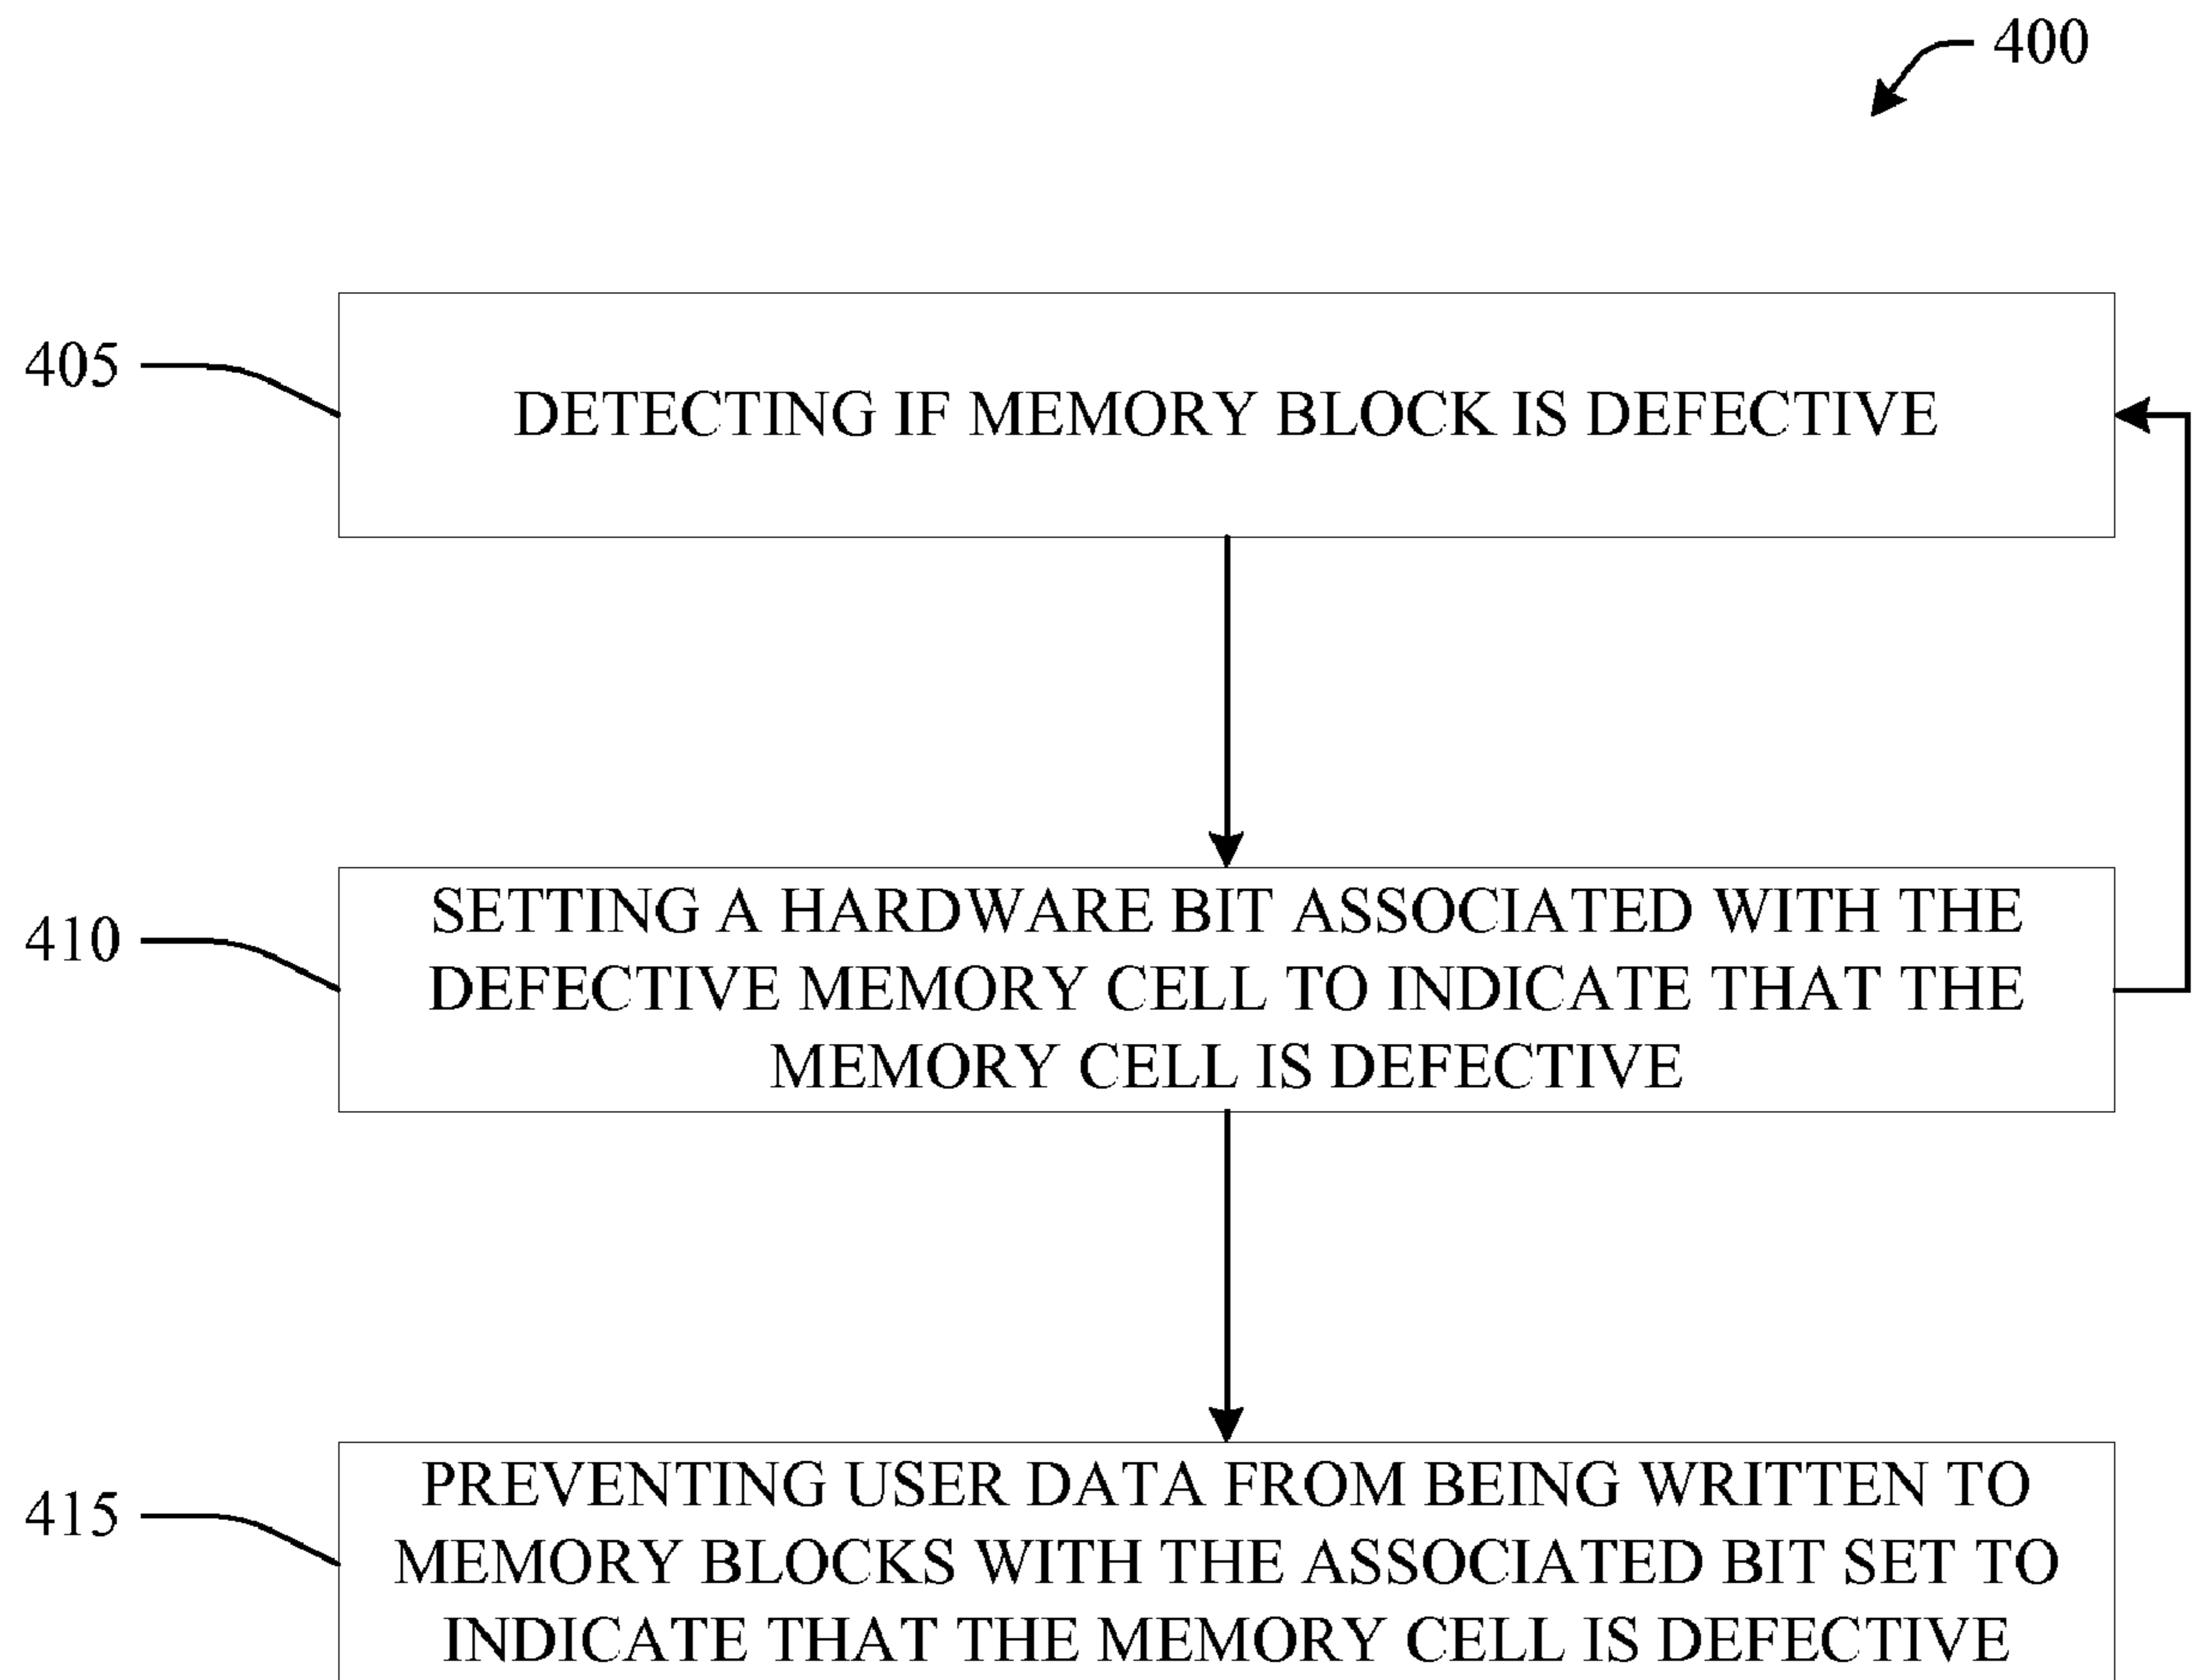 400
405
DETECTING IF MEMORY BLOCK IS DEFECTIVE
410
SETTING A HARDWARE BIT ASSOCIATED WITH THE
DEFECTIVE MEMORY CELL TO INDICATE THAT THE
MEMORY CELL IS DEFECTIVE
415
PREVENTING USER DATA FROM BEING WRITTEN TO
MEMORY BLOCKS WITH THE ASSOCIATED BIT SET TO
INDICATE THAT THE MEMORY CELL IS DEFECTIVE